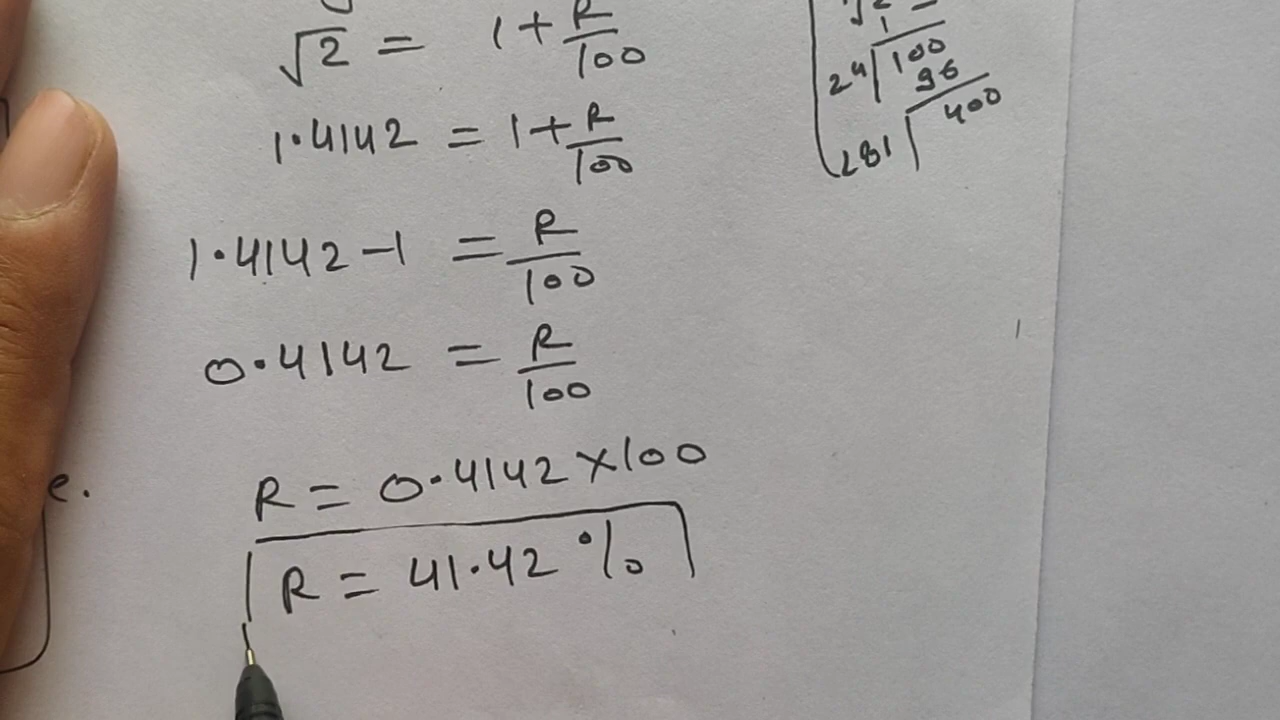 √2 = 1 + R/100
1.4142 = 1 + R/100
1.4142 - 1 = R/100
0.4142 = R/100
R = 0.4142 × 100
R = 41.42 %
e.
1
24 100
96
281 400